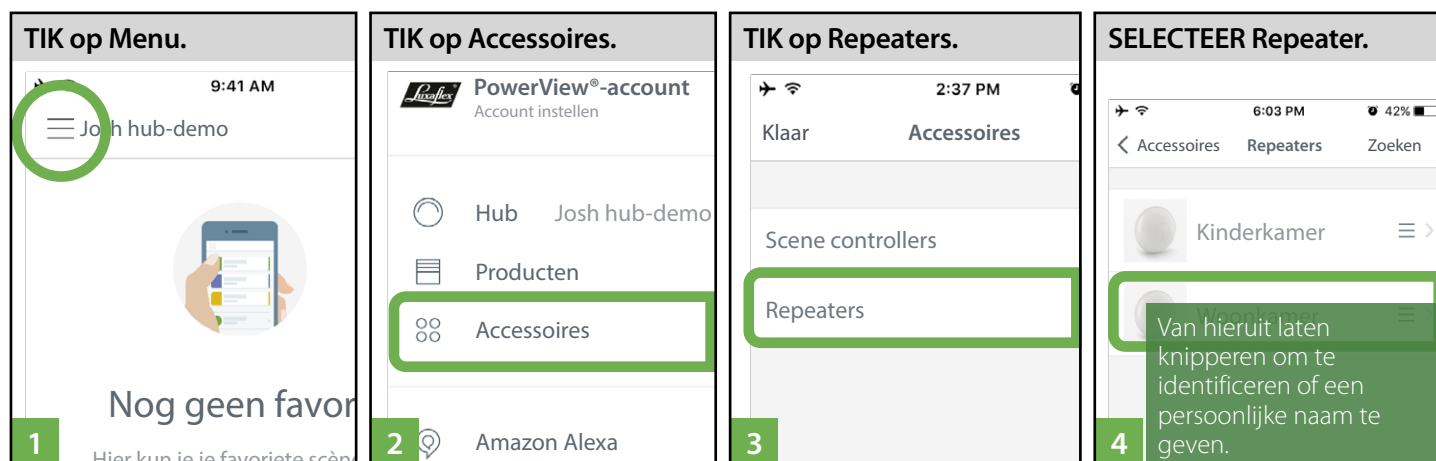 TIK op Menu.
9:41 AM
Josh hub-demo
Nog geen favor
Hier kun je je favoriete scèn
1
TIK op Accessoires.
Luxaflex
PowerView®-account
Account instellen
Hub Josh hub-demo
Producten
Accessoires
Amazon Alexa
2
TIK op Repeaters.
2:37 PM
Klaar Accessoires
Scene controllers
Repeaters
3
SELECTEER Repeater.
6:03 PM 42%
Accessoires Repeaters Zoeken
Kinderkamer
Woonkamer
Van hieruit laten
knipperen om te
identificeren of een
persoonlijke naam te
geven.
4